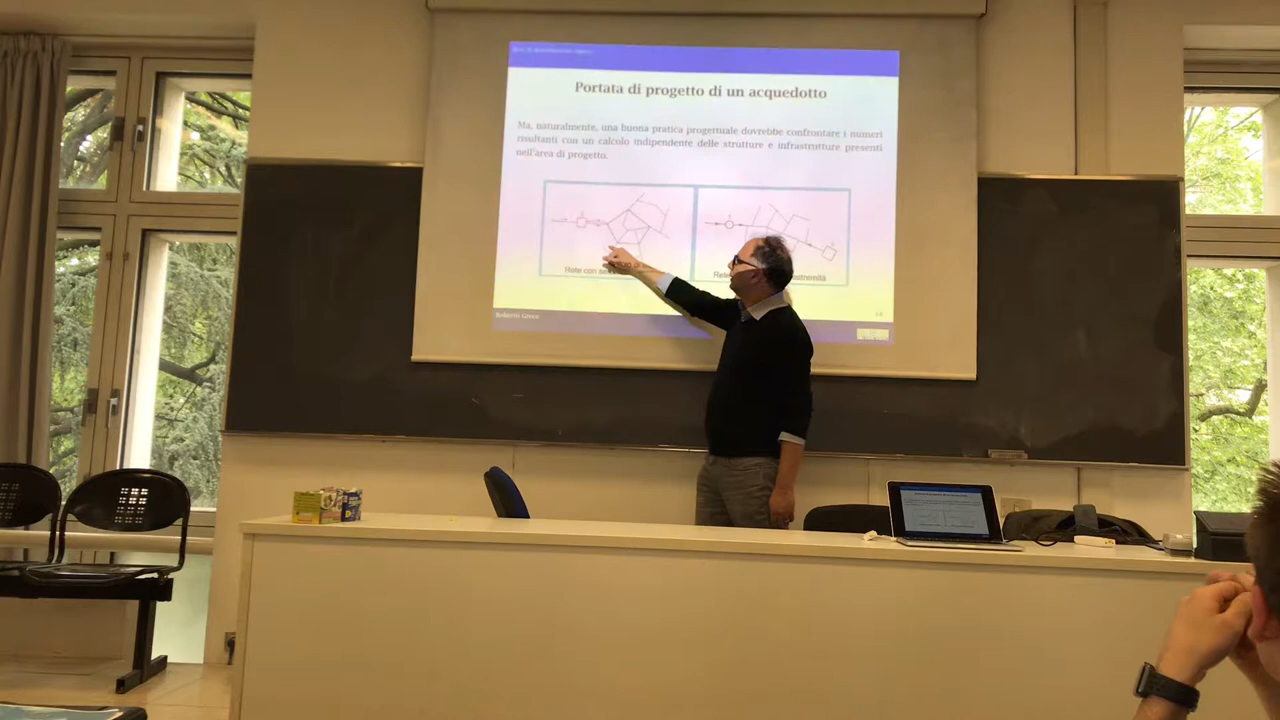 Portata di progetto di un acquedotto
Ma, naturalmente, una buona pratica progettuale dovrebbe confrontare i numeri
risultanti con un calcolo indipendente delle strutture e infrastrutture presenti
nell'area di progetto.
Rete con
Rete estremità